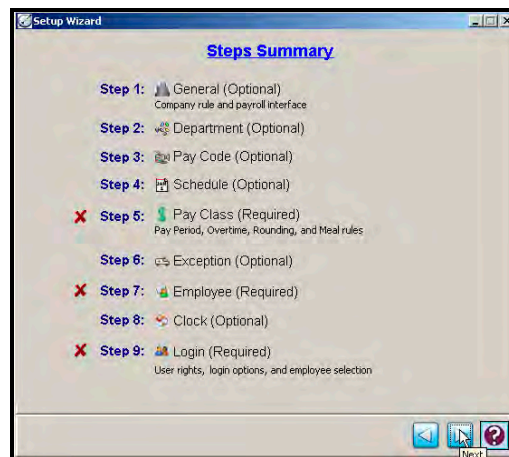 Setup Wizard
Steps Summary
Step 1: General (Optional)
Company rule and payroll interface
Step 2: Department (Optional)
Step 3: Pay Code (Optional)
Step 4: Schedule (Optional)
Step 5: Pay Class (Required)
Pay Period, Overtime, Rounding, and Meal rules
Step 6: Exception (Optional)
Step 7: Employee (Required)
Step 8: Clock (Optional)
Step 9: Login (Required)
User rights, login options, and employee selection
Next